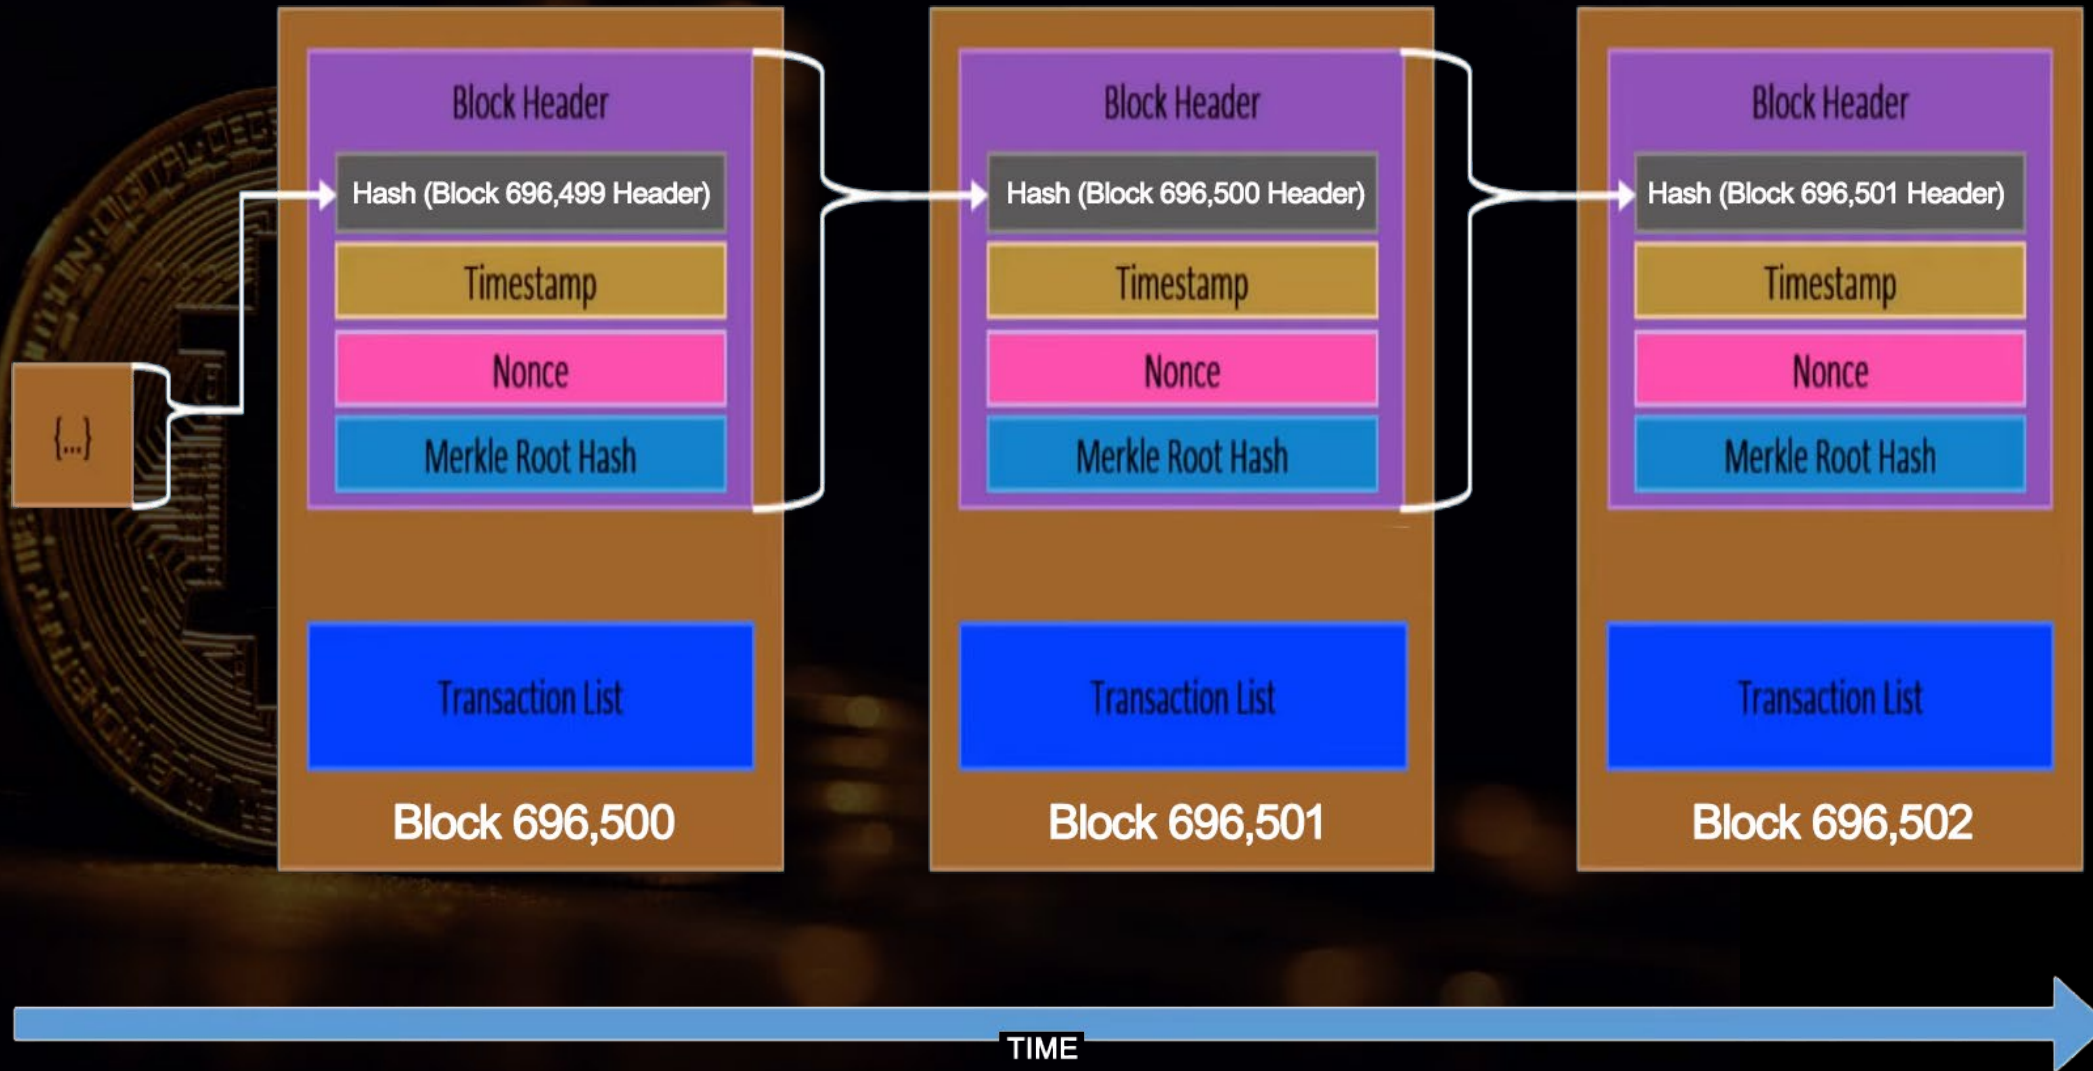 Block Header
Hash (Block 696,499 Header)
Timestamp
Nonce
Merkle Root Hash
Transaction List
Block 696,500
Block Header
Hash (Block 696,500 Header)
Timestamp
Nonce
Merkle Root Hash
Transaction List
Block 696,501
Block Header
Hash (Block 696,501 Header)
Timestamp
Nonce
Merkle Root Hash
Transaction List
Block 696,502
{...}
TIME